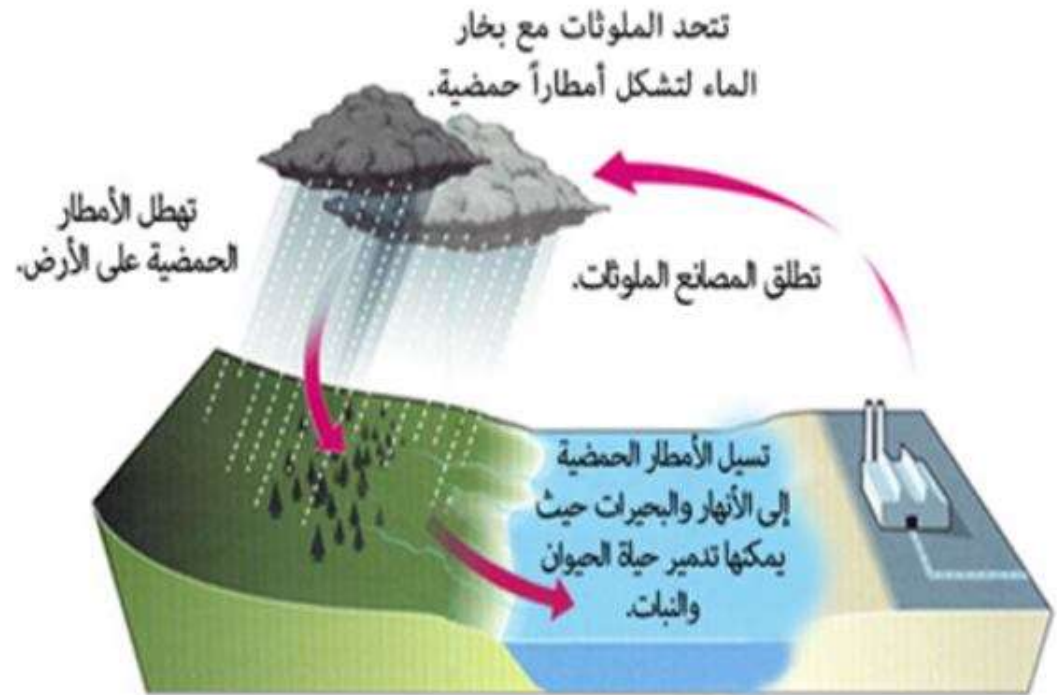 تتحد الملوثات مع بخار
الماء لتشكل أمطاراً حمضية.
تهطل الأمطار
الحمضية على الأرض.
تطلق المصانع الملوثات.
تسيل الأمطار الحمضية
إلى الأنهار والبحيرات حيث
يمكنها تدمير حياة الحيوان
والنبات.